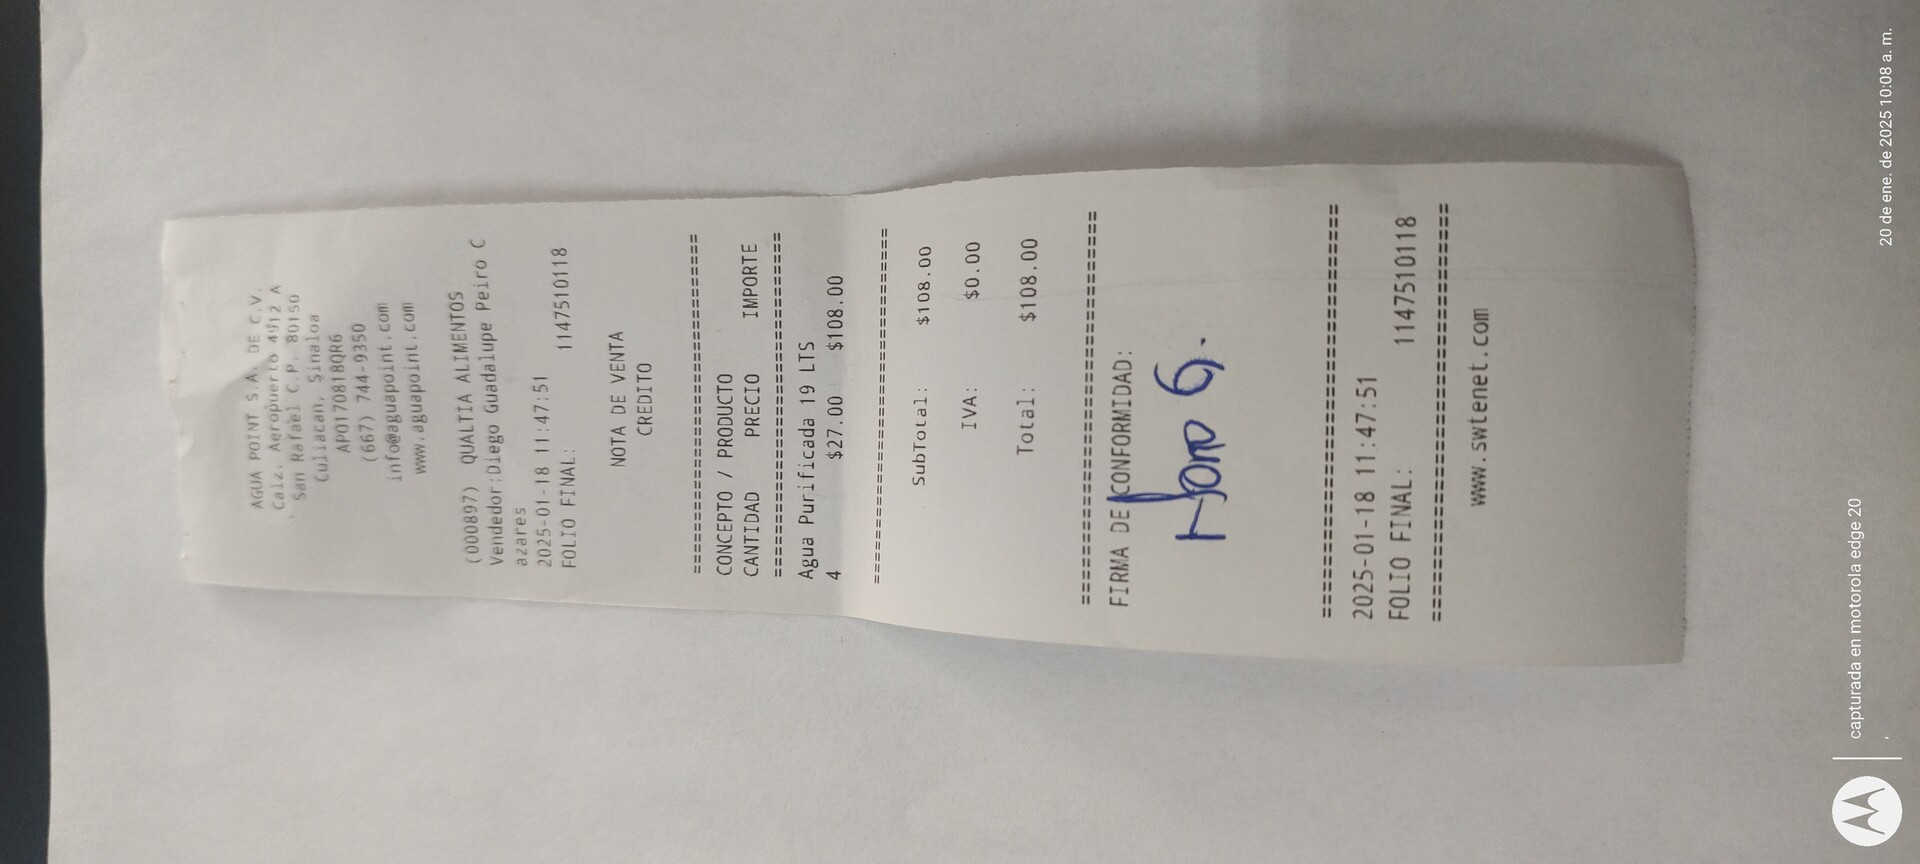 AGUA POINT S.A. DE C.V.
Calz. Aeropuerto 4912 A
San Rafael C.P. 80150
Culiacan, Sinaloa
APO170818QR6
(667) 744-9350
info@aguapoint.com
www.aguapoint.com
(000897) QUALTIA ALIMENTOS
Vendedor:Diego Guadalupe Peiro C
azares
2025-01-18 11:47:51
FOLIO FINAL: 1147510118
NOTA DE VENTA
CREDITO
================================
CONCEPTO / PRODUCTO
CANTIDAD PRECIO IMPORTE
================================
Agua Purificada 19 LTS
4 $27.00 $108.00
================================
SubTotal: $108.00
IVA: $0.00
Total: $108.00
================================
FIRMA DE CONFORMIDAD:
================================
2025-01-18 11:47:51
FOLIO FINAL: 1147510118
================================
www.swtenet.com
capturada en motorola edge 20
20 de ene. de 2025 10:08 a. m.